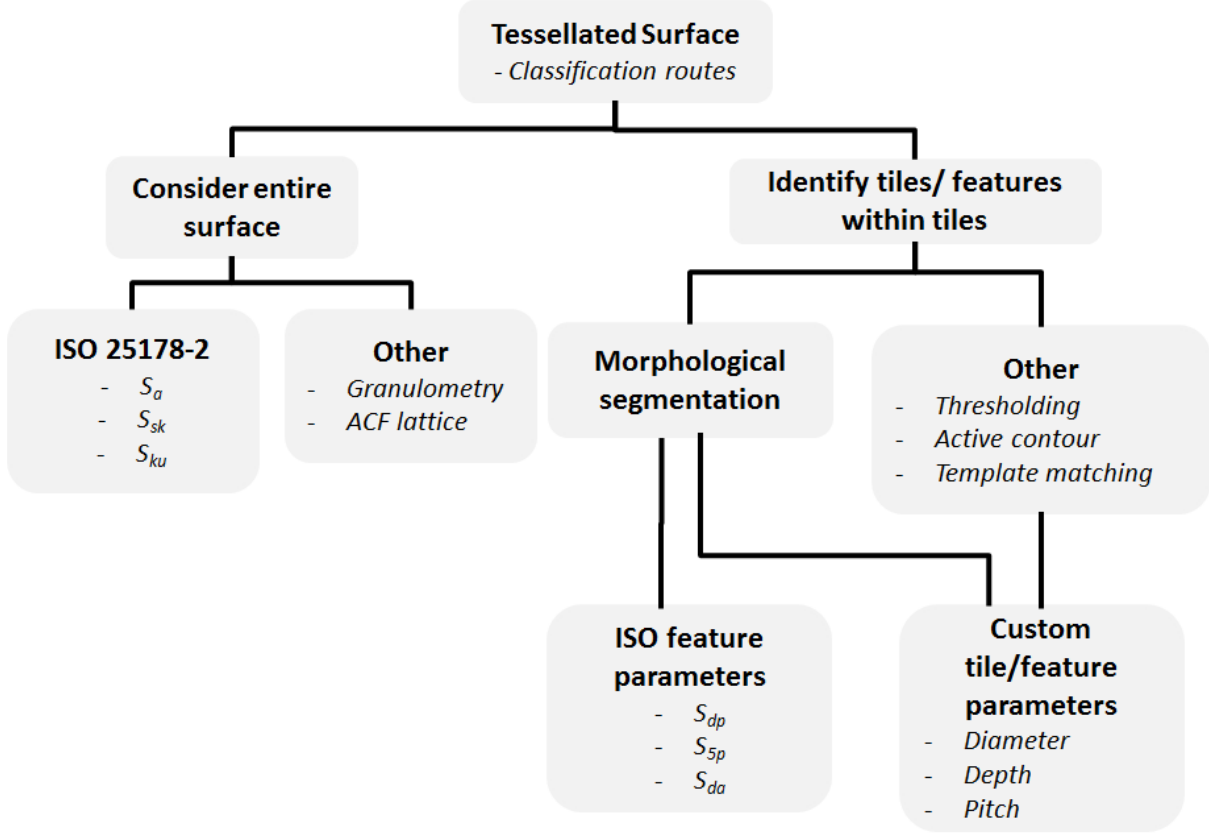 Tessellated Surface
- Classification routes
Consider entire
surface
Identify tiles/ features
within tiles
ISO 25178-2
- Sa
- Ssk
- Sku
Other
- Granulometry
- ACF lattice
Morphological
segmentation
Other
- Thresholding
- Active contour
- Template matching
ISO feature
parameters
- Sdp
- S5p
- Sda
Custom
tile/feature
parameters
- Diameter
- Depth
- Pitch